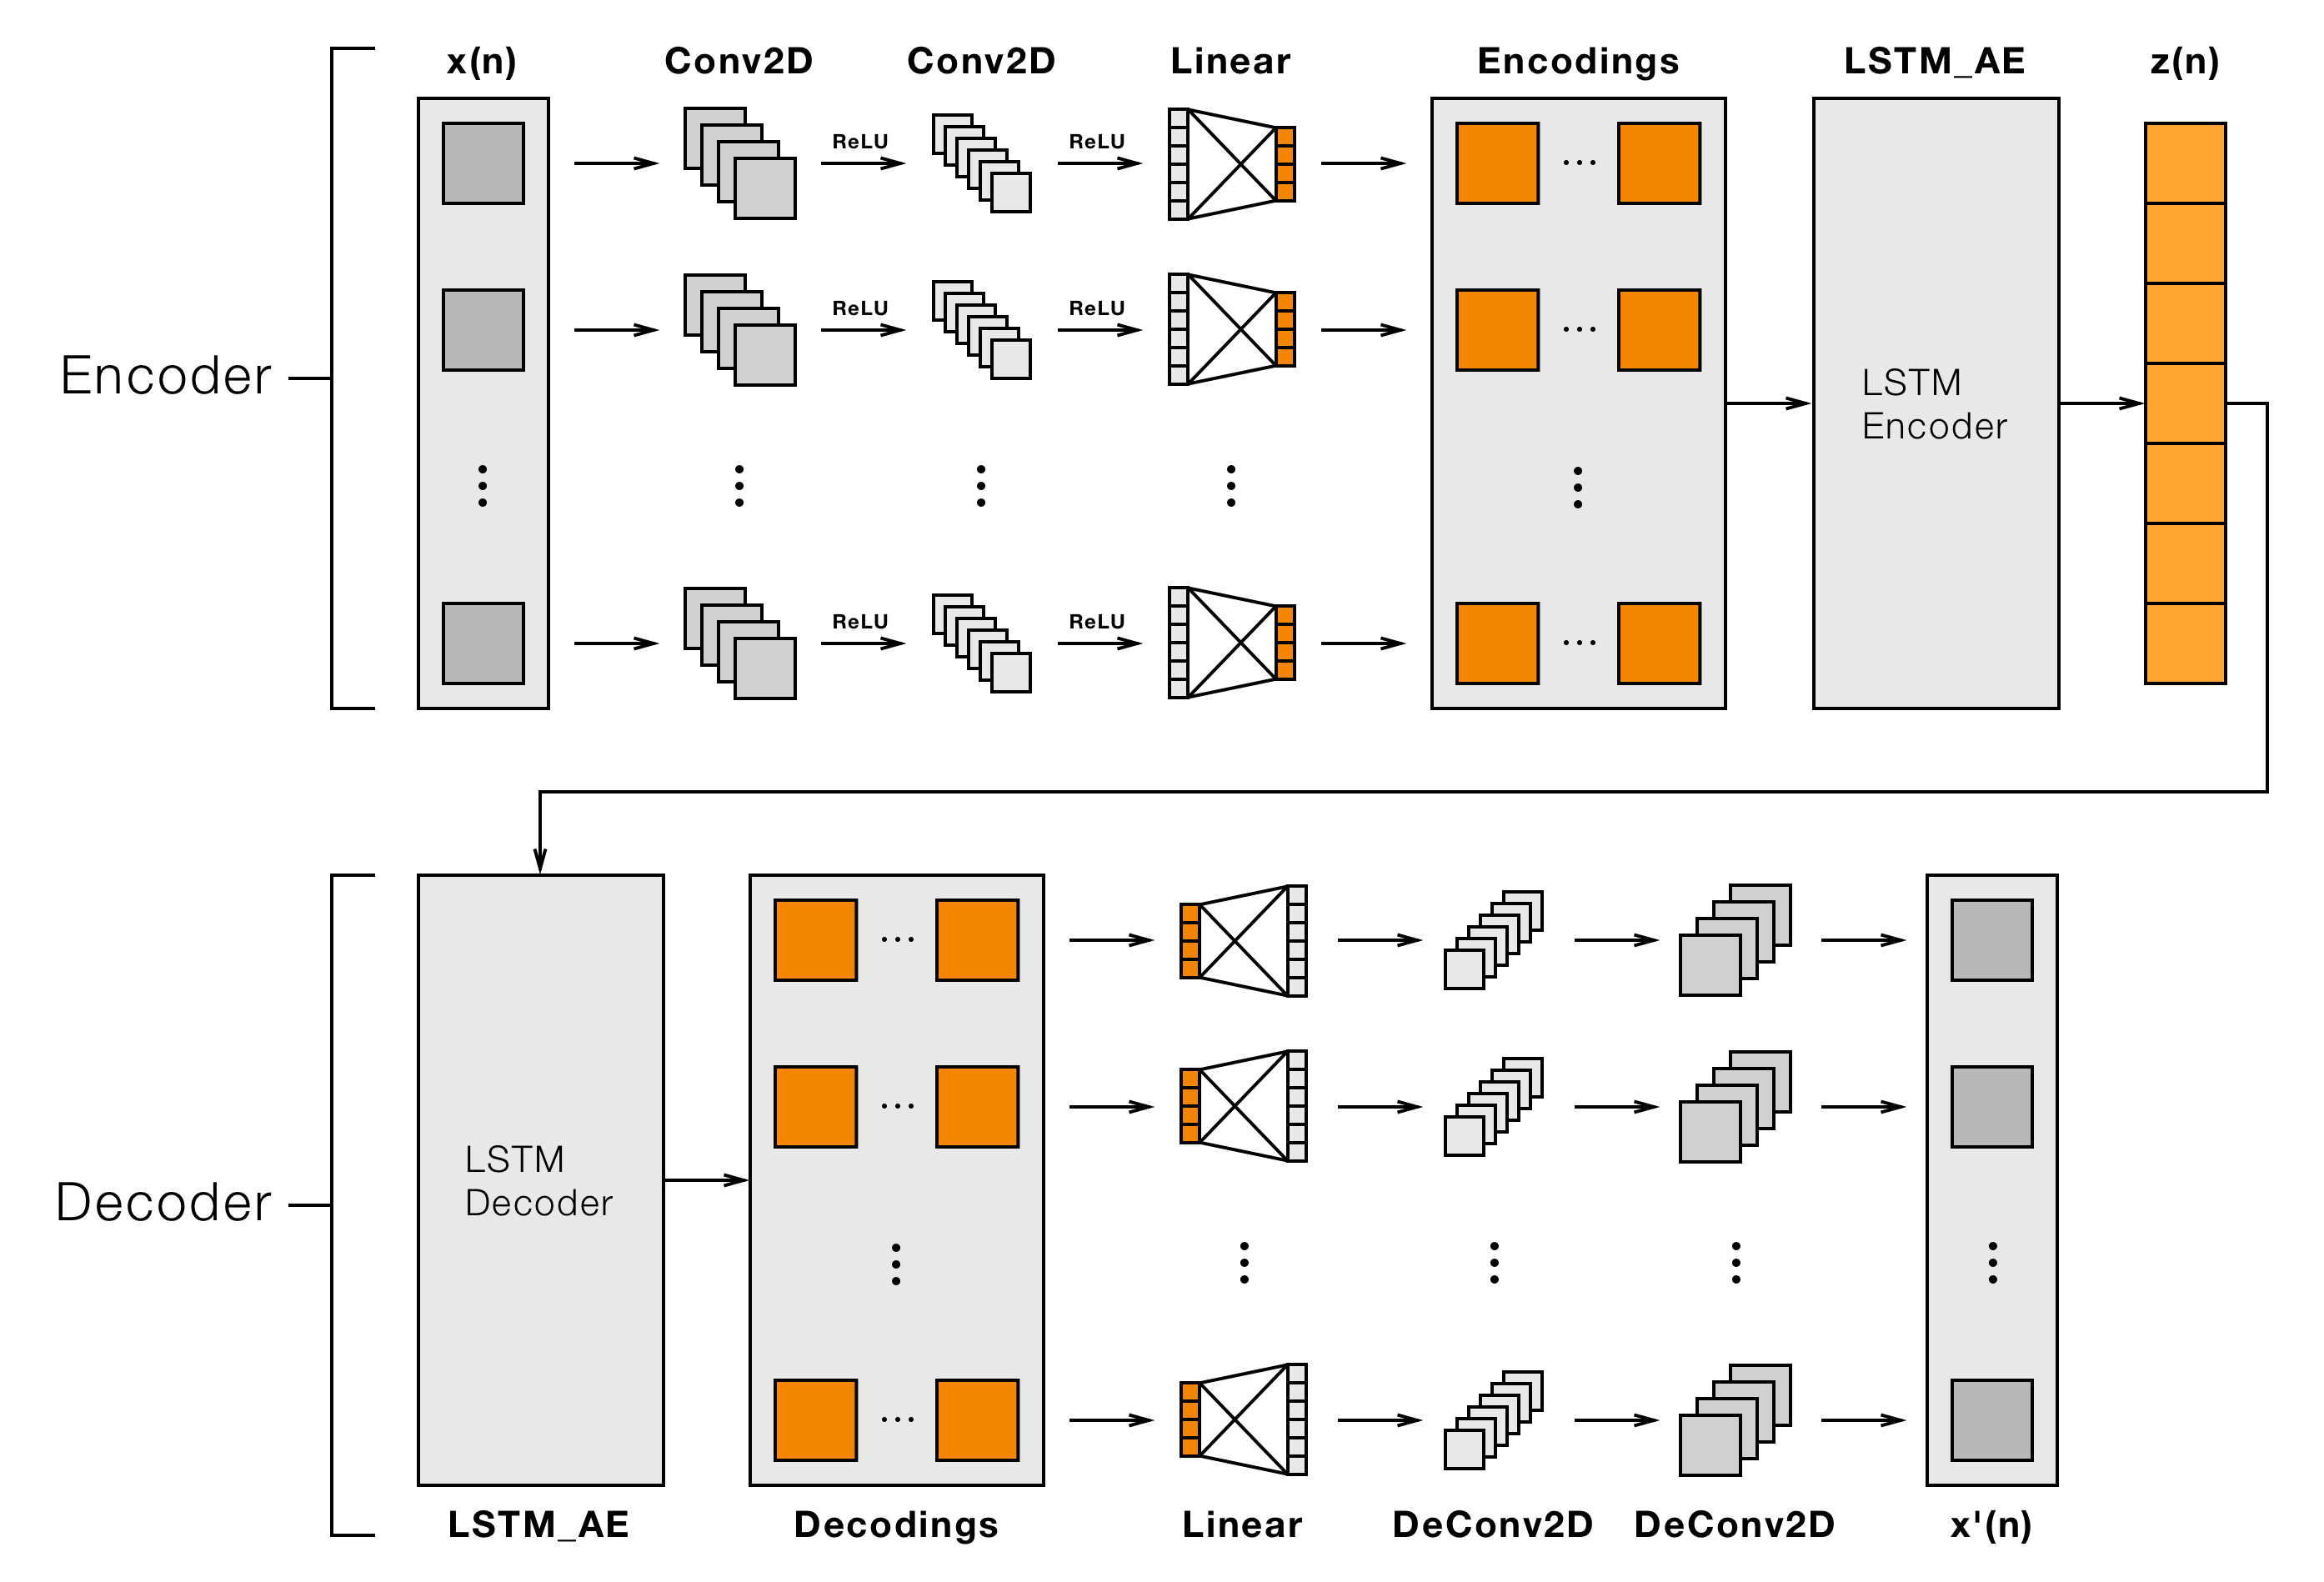 x(n) Conv2D Conv2D Linear Encodings LSTM_AE z(n)
ReLU ReLU
ReLU ReLU
Encoder
LSTM
Encoder
ReLU ReLU
LSTM
Decoder
Decoder
LSTM_AE Decodings Linear DeConv2D DeConv2D x'(n)